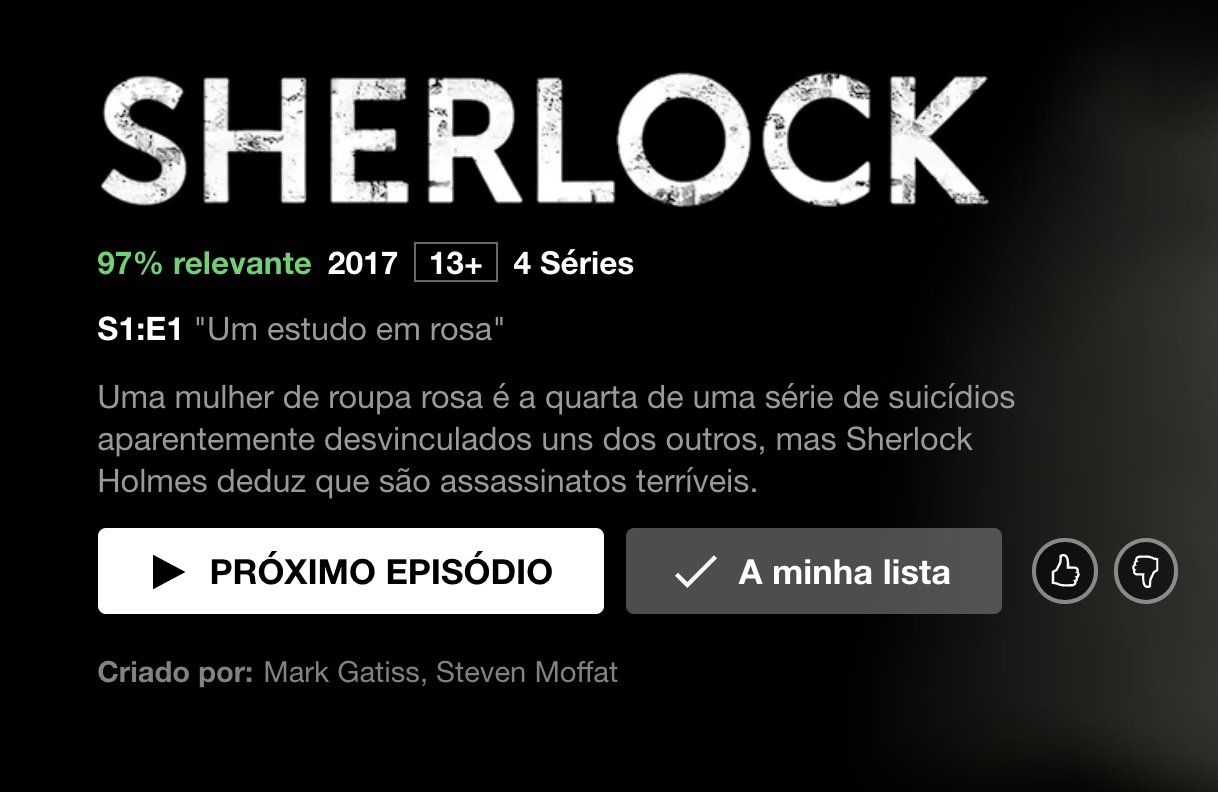 SHERLOCK
97% relevante 2017 13+ 4 Séries
S1:E1 "Um estudo em rosa"
Uma mulher de roupa rosa é a quarta de uma série de suicídios
aparentemente desvinculados uns dos outros, mas Sherlock
Holmes deduz que são assassinatos terríveis.
PRÓXIMO EPISÓDIO A minha lista
Criado por: Mark Gatiss, Steven Moffat